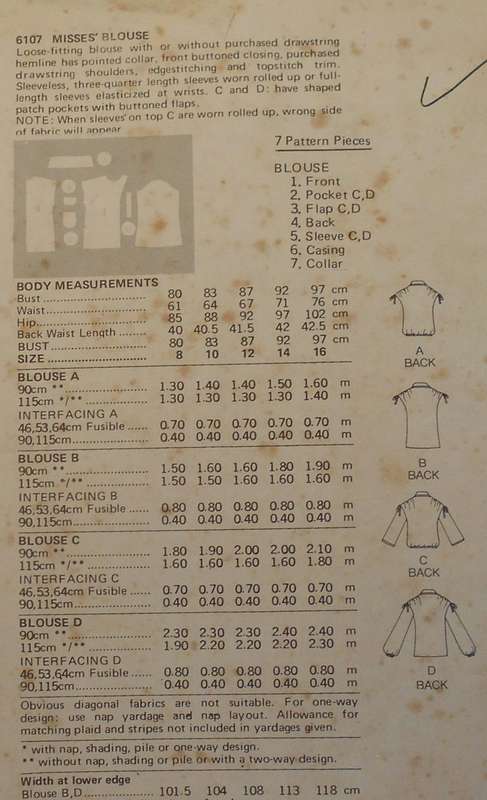 6107 MISSES' BLOUSE
Loose-fitting blouse with or without purchased drawstring
hemline has pointed collar, front buttoned closing, purchased
drawstring shoulders, edgestitching and topstitch trim.
Sleeveless, three-quarter length sleeves worn rolled up or full-
length sleeves elasticized at wrists. C and D: have shaped
patch pockets with buttoned flaps.
NOTE: When sleeves on top C are worn rolled up, wrong side
of fabric will appear
7 Pattern Pieces
BLOUSE
1. Front
2. Pocket C,D
3. Flap C,D
4. Back
5. Sleeve C,D
6. Casing
7. Collar
BODY MEASUREMENTS
Bust 80 83 87 92 97 cm
Waist 61 64 67 71 76 cm
Hip 85 88 92 97 102 cm
Back Waist Length 40 40.5 41.5 42 42.5 cm
BUST 80 83 87 92 97 cm
SIZE 8 10 12 14 16
BLOUSE A
90cm ** 1.30 1.40 1.40 1.50 1.60 m
115cm */** 1.30 1.30 1.30 1.30 1.40 m
INTERFACING A
46,53,64cm Fusible 0.70 0.70 0.70 0.70 0.70 m
90,115cm 0.40 0.40 0.40 0.40 0.40 m
BLOUSE B
90cm ** 1.50 1.60 1.60 1.80 1.90 m
115cm */** 1.50 1.50 1.60 1.60 1.60 m
INTERFACING B
46,53,64cm Fusible 0.80 0.80 0.80 0.80 0.80 m
90,115cm 0.40 0.40 0.40 0.40 0.40 m
BLOUSE C
90cm ** 1.80 1.90 2.00 2.00 2.10 m
115cm */** 1.60 1.60 1.60 1.60 1.80 m
INTERFACING C
46,53,64cm Fusible 0.70 0.70 0.70 0.70 0.70 m
90,115cm 0.40 0.40 0.40 0.40 0.40 m
BLOUSE D
90cm ** 2.30 2.30 2.30 2.40 2.40 m
115cm */** 1.90 2.20 2.20 2.20 2.30 m
INTERFACING D
46,53,64cm Fusible 0.80 0.80 0.80 0.80 0.80 m
90,115cm 0.40 0.40 0.40 0.40 0.40 m
A
BACK
B
BACK
C
BACK
D
BACK
Obvious diagonal fabrics are not suitable. For one-way
design: use nap yardage and nap layout. Allowance for
matching plaid and stripes not included in yardages given.
* with nap, shading, pile or one-way design.
** without nap, shading or pile or with a two-way design.
Width at lower edge
Blouse B,D 101.5 104 108 113 118 cm